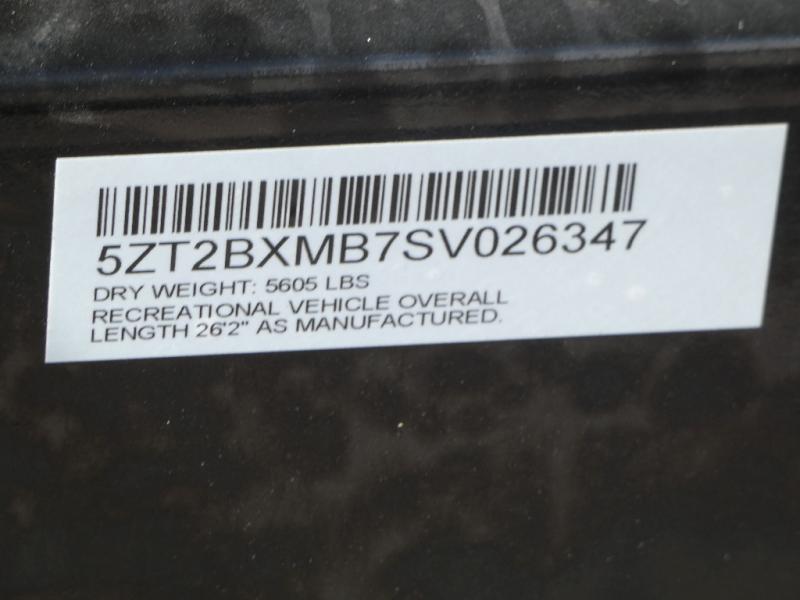 5ZT2BXMB7SV026347
DRY WEIGHT: 5605 LBS
RECREATIONAL VEHICLE OVERALL
LENGTH 26'2" AS MANUFACTURED.